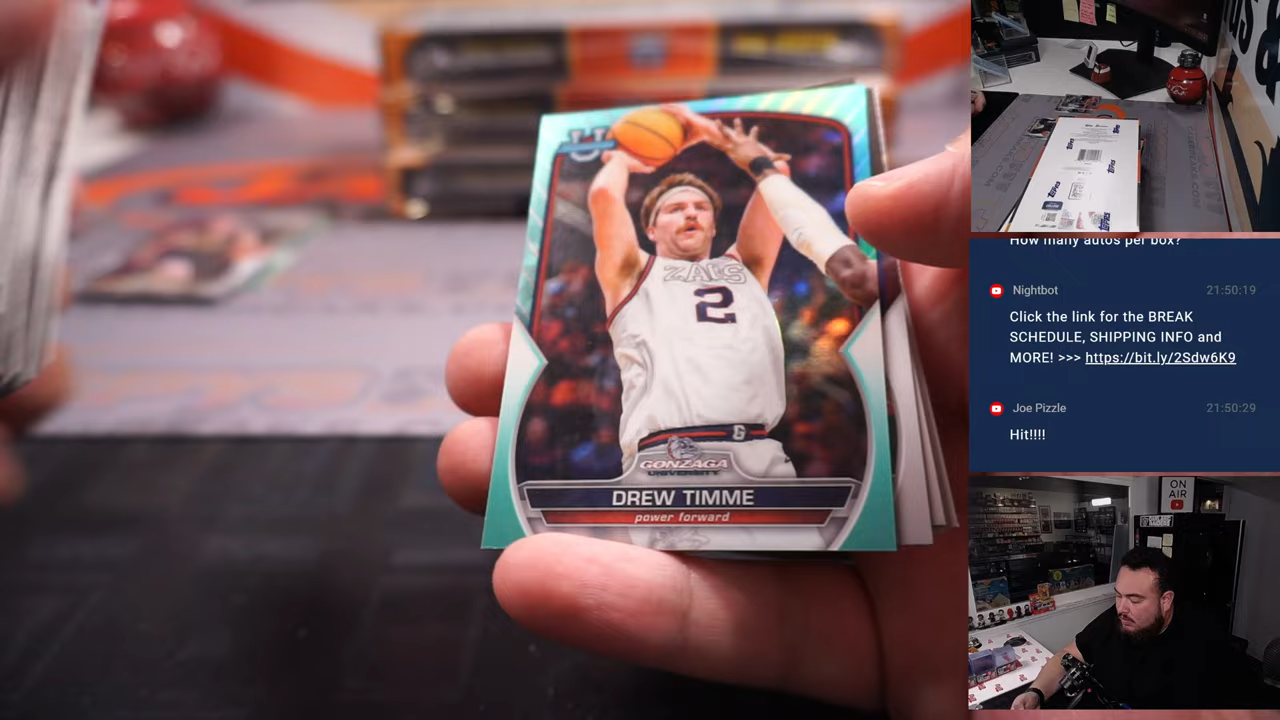 U
ZAGS
2
G
GONZAGA
UNIVERSITY
DREW TIMME
power forward
Topps
How many autos per box?
Nightbot
21:50:19
Click the link for the BREAK
SCHEDULE, SHIPPING INFO and
MORE! >>> https://bit.ly/2Sdw6K9
Joe Pizzle
21:50:29
Hit!!!!
ON
AIR